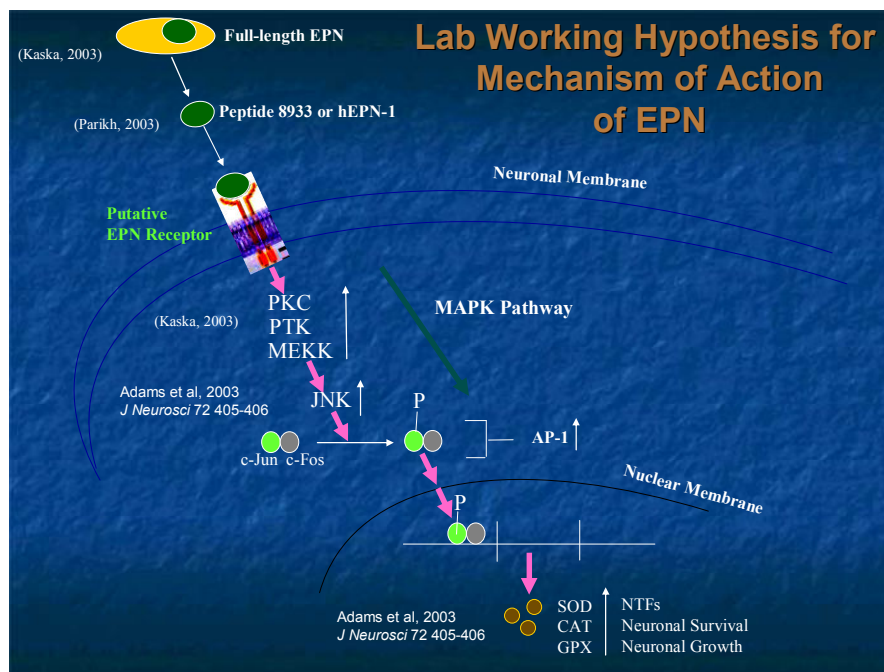 Lab Working Hypothesis for
Mechanism of Action
of EPN
Full-length EPN
(Kaska, 2003)
Peptide 8933 or hEPN-1
(Parikh, 2003)
Neuronal Membrane
Putative
EPN Receptor
PKC
PTK
MEKK
(Kaska, 2003)
MAPK Pathway
Adams et al, 2003
J Neurosci 72 405-406
JNK
P
c-Jun c-Fos
AP-1
Nuclear Membrane
P
Adams et al, 2003
J Neurosci 72 405-406
SOD
CAT
GPX
NTFs
Neuronal Survival
Neuronal Growth